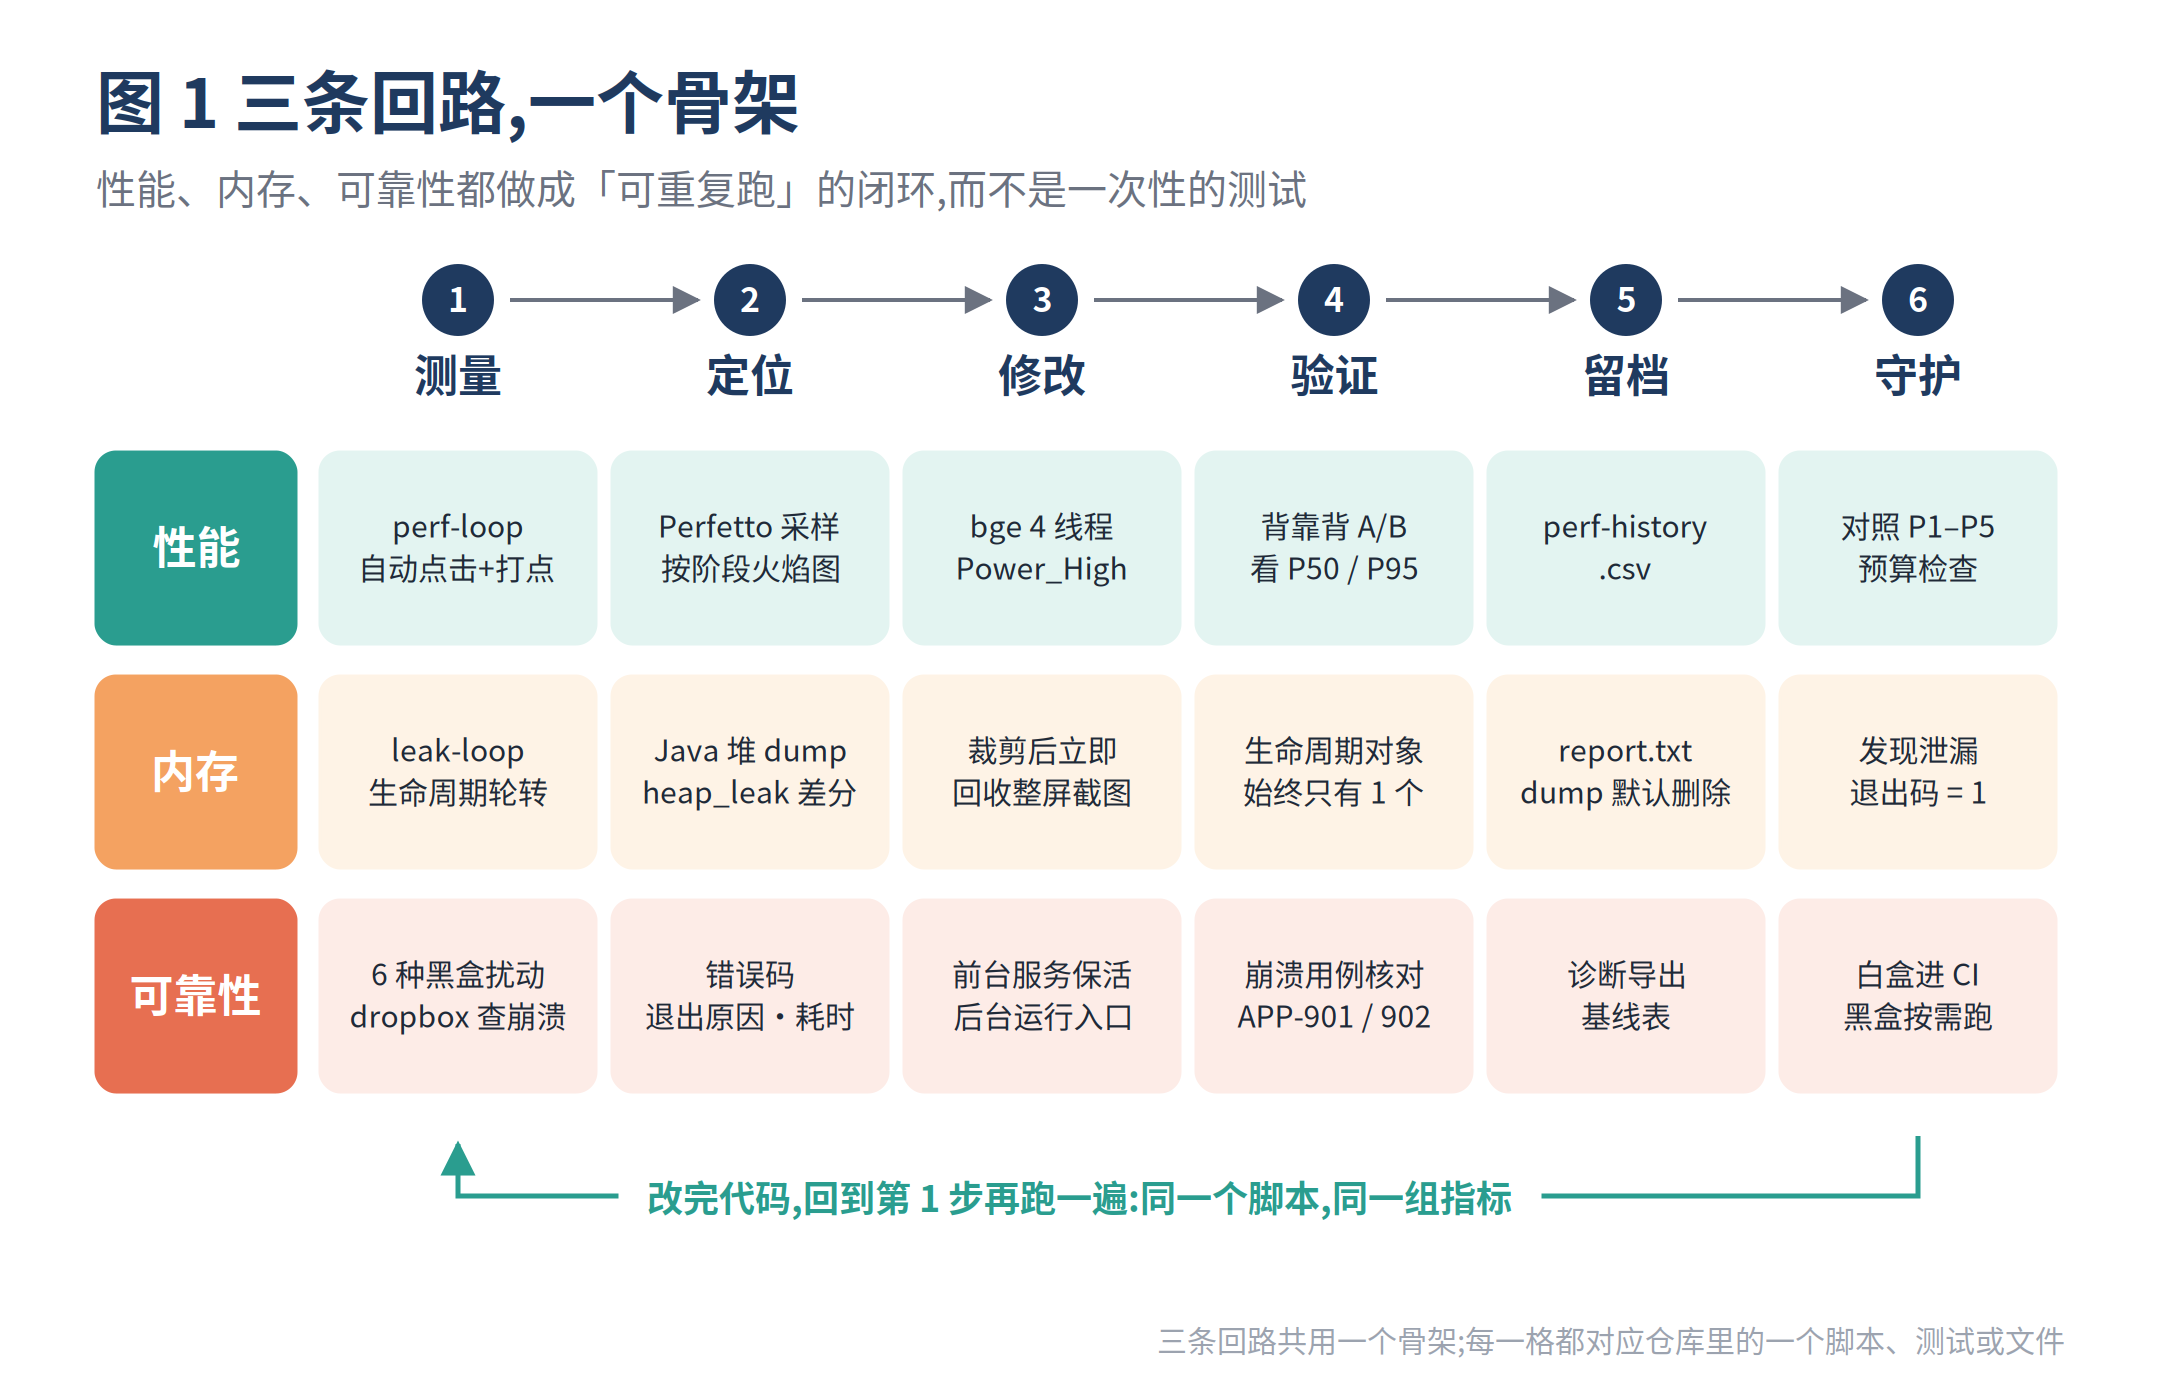 图 1 三条回路,一个骨架
性能、内存、可靠性都做成「可重复跑」的闭环,而不是一次性的测试
1
2
3
4
5
6
测量
定位
修改
验证
留档
守护
性能
perf-loop
自动点击+打点
Perfetto 采样
按阶段火焰图
bge 4 线程
Power_High
背靠背 A/B
看 P50 / P95
perf-history
.csv
对照 P1–P5
预算检查
内存
leak-loop
生命周期轮转
Java 堆 dump
heap_leak 差分
裁剪后立即
回收整屏截图
生命周期对象
始终只有 1 个
report.txt
dump 默认删除
发现泄漏
退出码 = 1
可靠性
6 种黑盒扰动
dropbox 查崩溃
错误码
退出原因・耗时
前台服务保活
后台运行入口
崩溃用例核对
APP-901 / 902
诊断导出
基线表
白盒进 CI
黑盒按需跑
改完代码,回到第 1 步再跑一遍:同一个脚本,同一组指标
三条回路共用一个骨架;每一格都对应仓库里的一个脚本、测试或文件